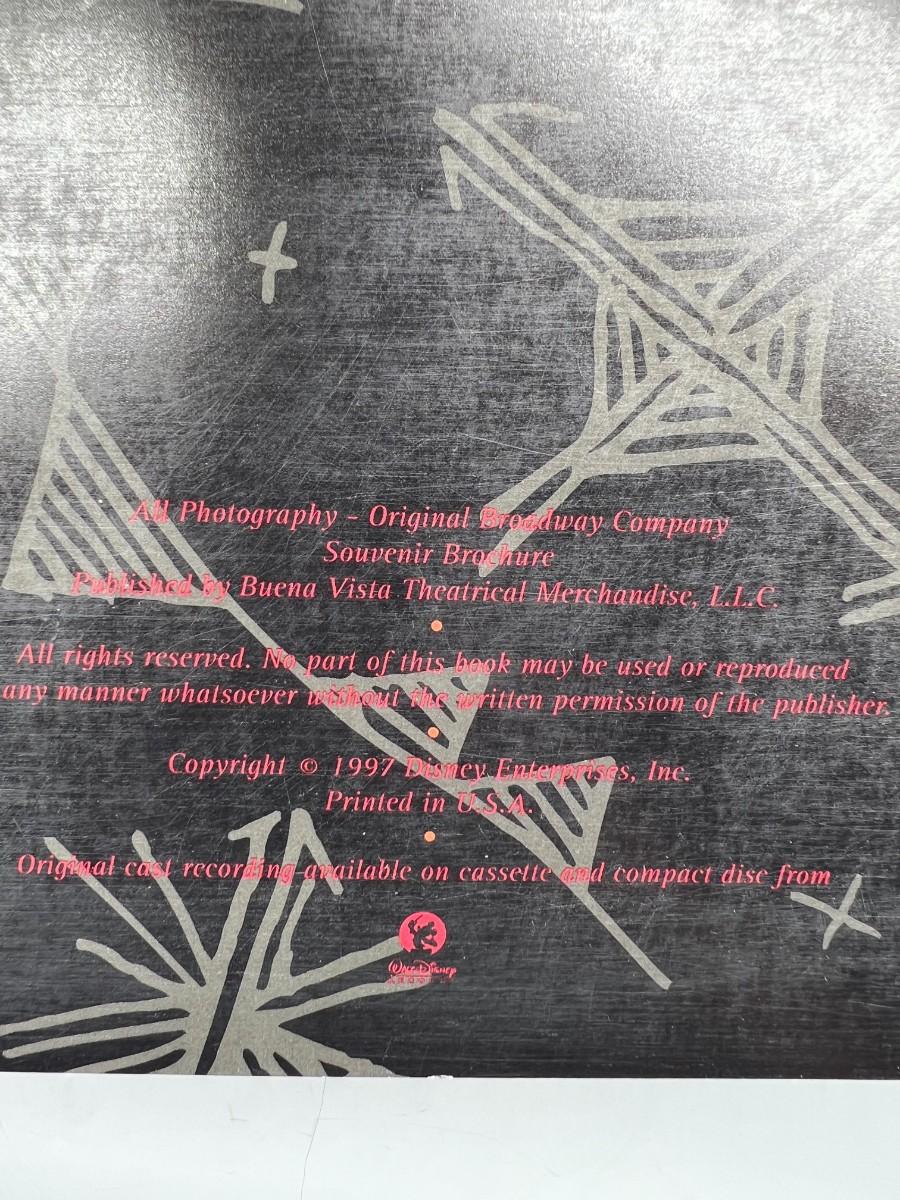 All Photography – Original Broadway Company
Souvenir Brochure
Published by Buena Vista Theatrical Merchandise, L.L.C.
All rights reserved. No part of this book may be used or reproduced
any manner whatsoever without the written permission of the publisher.
Copyright © 1997 Disney Enterprises, Inc.
Printed in U.S.A.
Original cast recording available on cassette and compact disc from
Walt Disney